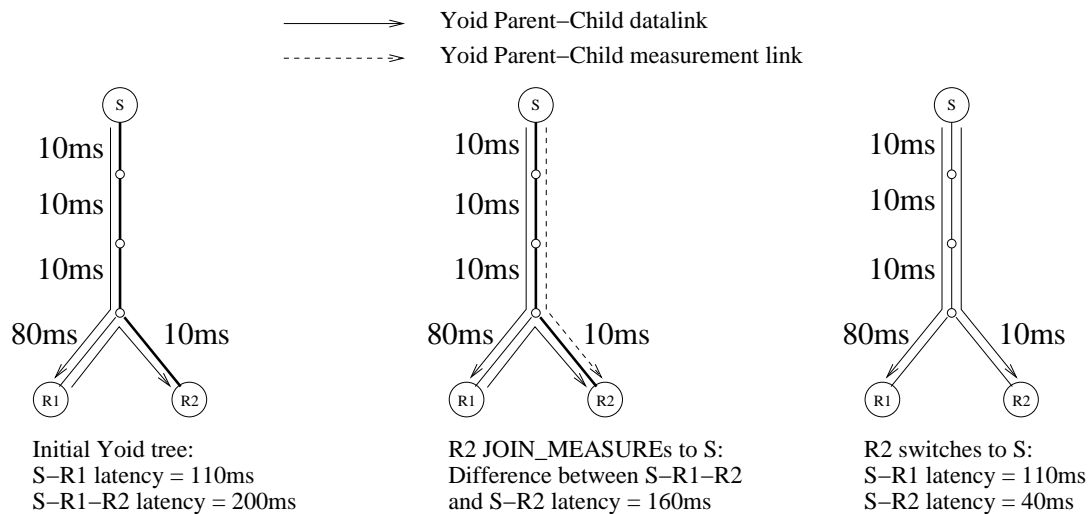 Yoid Parent–Child datalink
Yoid Parent–Child measurement link
S
10ms
10ms
10ms
80ms
10ms
R1
R2
Initial Yoid tree:
S–R1 latency = 110ms
S–R1–R2 latency = 200ms
S
10ms
10ms
10ms
80ms
10ms
R1
R2
R2 JOIN_MEASUREs to S:
Difference between S–R1–R2
and S–R2 latency = 160ms
S
10ms
10ms
10ms
80ms
10ms
R1
R2
R2 switches to S:
S–R1 latency = 110ms
S–R2 latency = 40ms